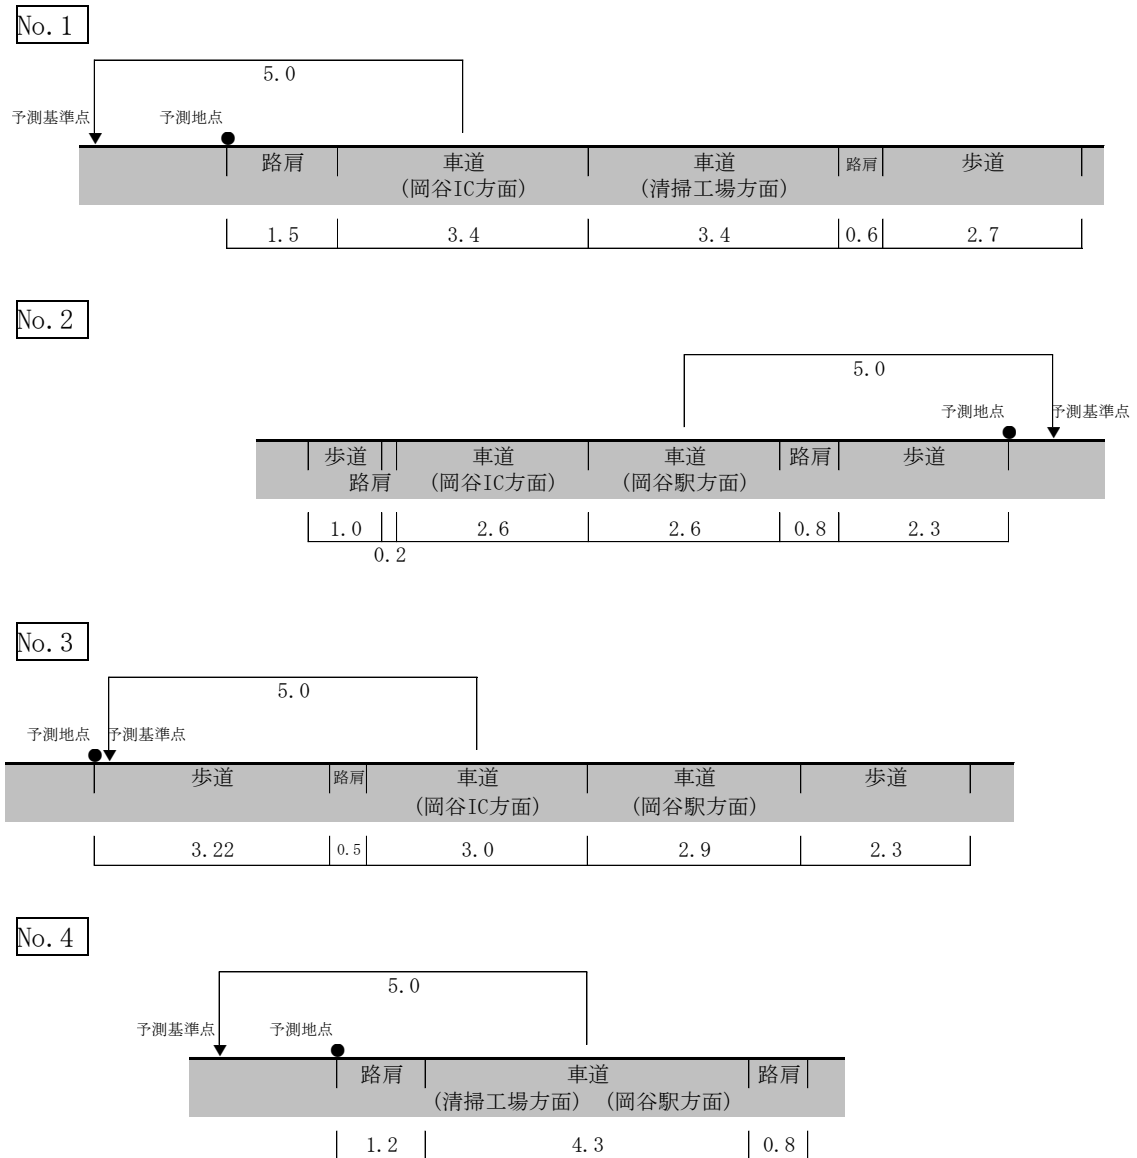 No.1
5.0
予測基準点 予測地点
路肩 車道 車道 路肩 歩道
(岡谷IC方面) (清掃工場方面)
1.5 3.4 3.4 0.6 2.7
No.2
5.0
予測地点 予測基準点
歩道 車道 車道 路肩 歩道
路肩 (岡谷IC方面) (岡谷駅方面)
1.0 2.6 2.6 0.8 2.3
0.2
No.3
5.0
予測地点 予測基準点
歩道 路肩 車道 車道 歩道
(岡谷IC方面) (岡谷駅方面)
3.22 0.5 3.0 2.9 2.3
No.4
5.0
予測基準点 予測地点
路肩 車道 路肩
(清掃工場方面) (岡谷駅方面)
1.2 4.3 0.8